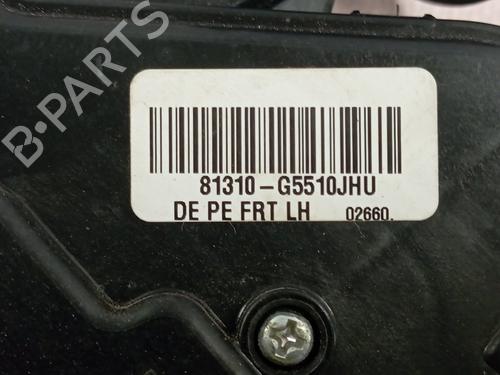 B-PARTS
81310-G5510JHU
DE PE FRT LH 02660.